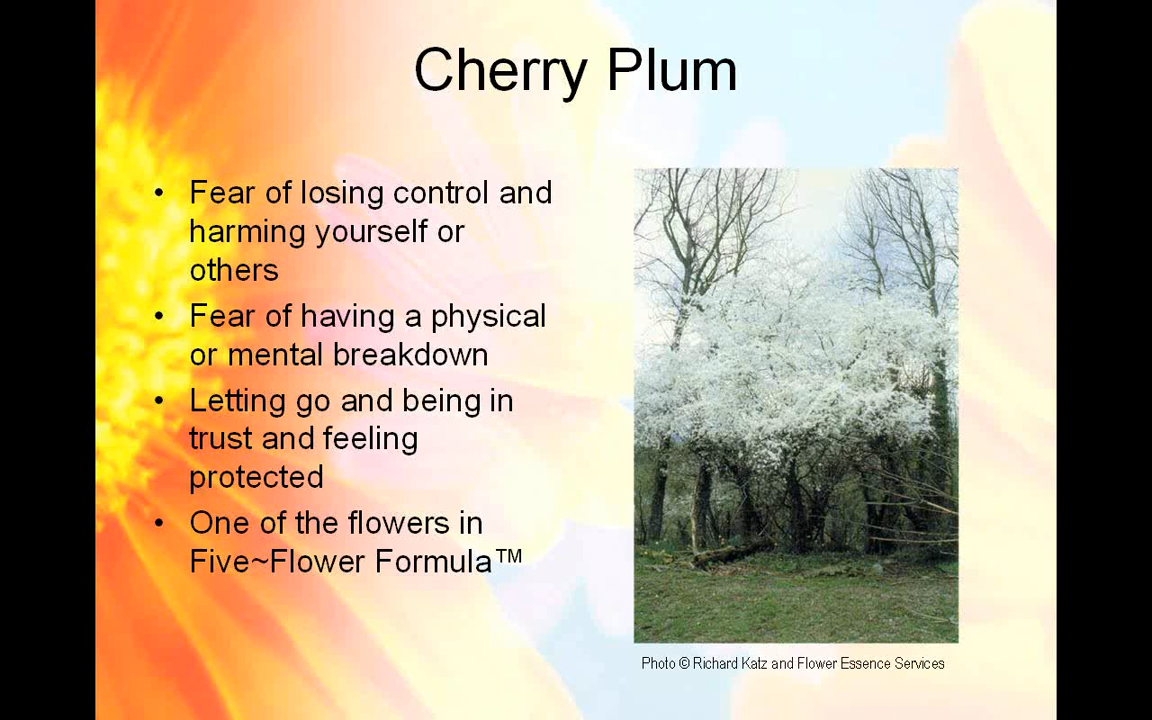 Cherry Plum
• Fear of losing control and
harming yourself or
others
• Fear of having a physical
or mental breakdown
• Letting go and being in
trust and feeling
protected
• One of the flowers in
Five~Flower Formula™
Photo © Richard Katz and Flower Essence Services